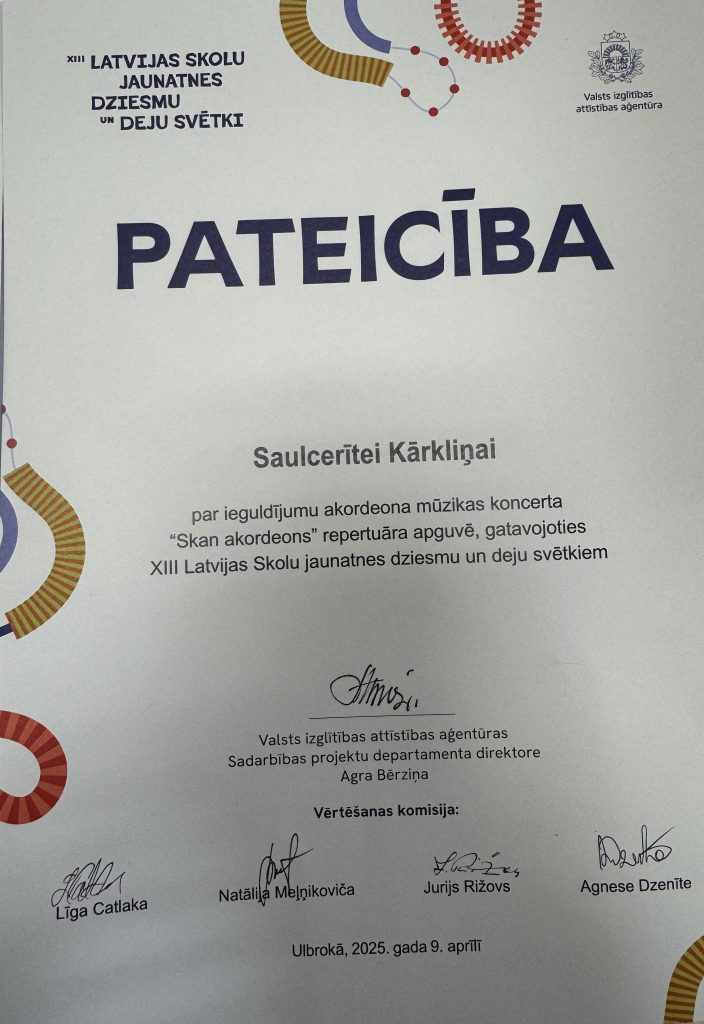 XIII LATVIJAS SKOLU
JAUNATNES
DZIESMU
UN DEJU SVĒTKI
Valsts izglītības
attīstības aģentūra
PATEICĪBA
Saulcerītei Kārkliņai
par ieguldījumu akordeona mūzikas koncerta
“Skan akordeons” repertuāra apguvē, gatavojoties
XIII Latvijas Skolu jaunatnes dziesmu un deju svētkiem
Valsts izglītības attīstības aģentūras
Sadarbības projektu departamenta direktore
Agra Bērziņa
Vērtēšanas komisija:
Līga Catlaka
Natālija Meļņikoviča
Jurijs Rižovs
Agnese Dzenīte
Ulbrokā, 2025. gada 9. aprīlī